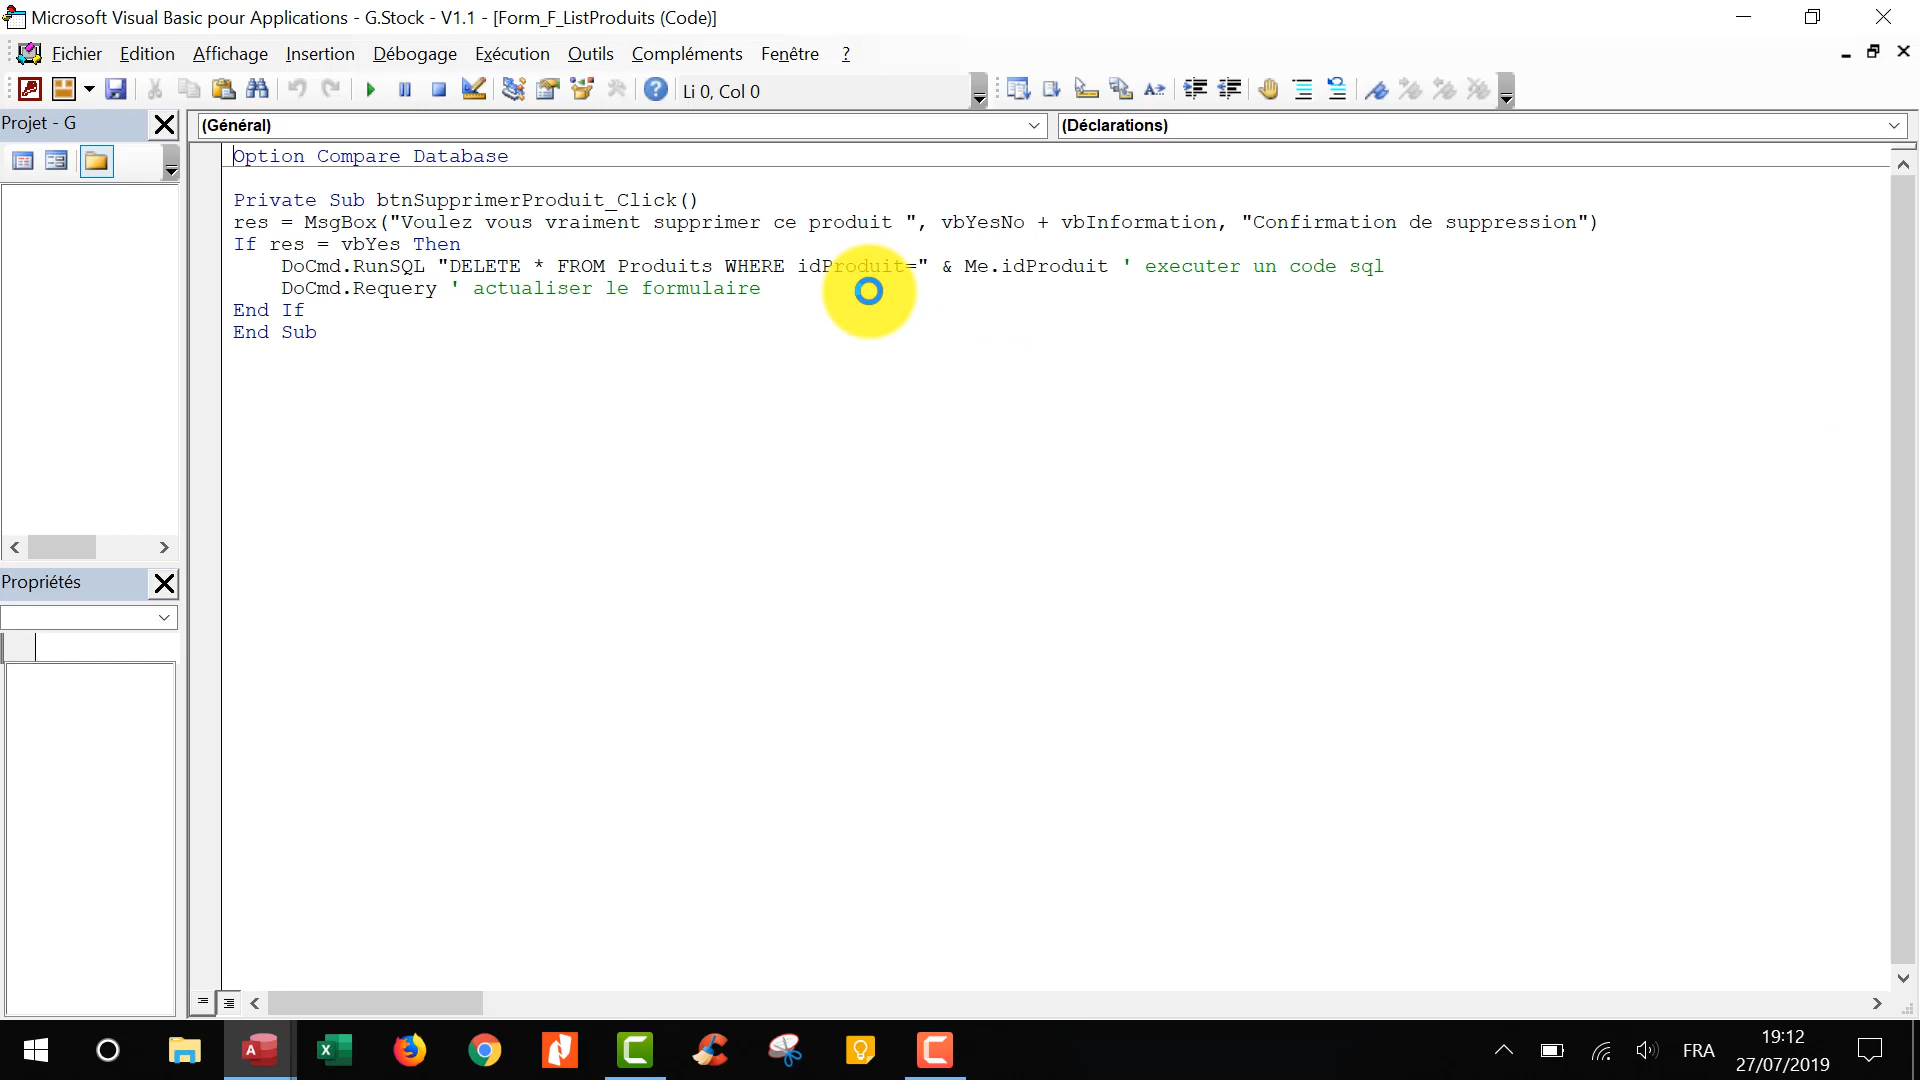 Microsoft Visual Basic pour Applications - G.Stock - V1.1 - [Form_F_ListProduits (Code)]
Fichier Edition Affichage Insertion Débogage Exécution Outils Compléments Fenêtre ?
Li 0, Col 0
Projet - G
(Général)
(Déclarations)
Option Compare Database
Private Sub btnSupprimerProduit_Click()
res = MsgBox("Voulez vous vraiment supprimer ce produit ", vbYesNo + vbInformation, "Confirmation de suppression")
If res = vbYes Then
DoCmd.RunSQL "DELETE * FROM Produits WHERE idProduit=" & Me.idProduit ' executer un code sql
DoCmd.Requery ' actualiser le formulaire
End If
End Sub
Propriétés
FRA
19:12
27/07/2019